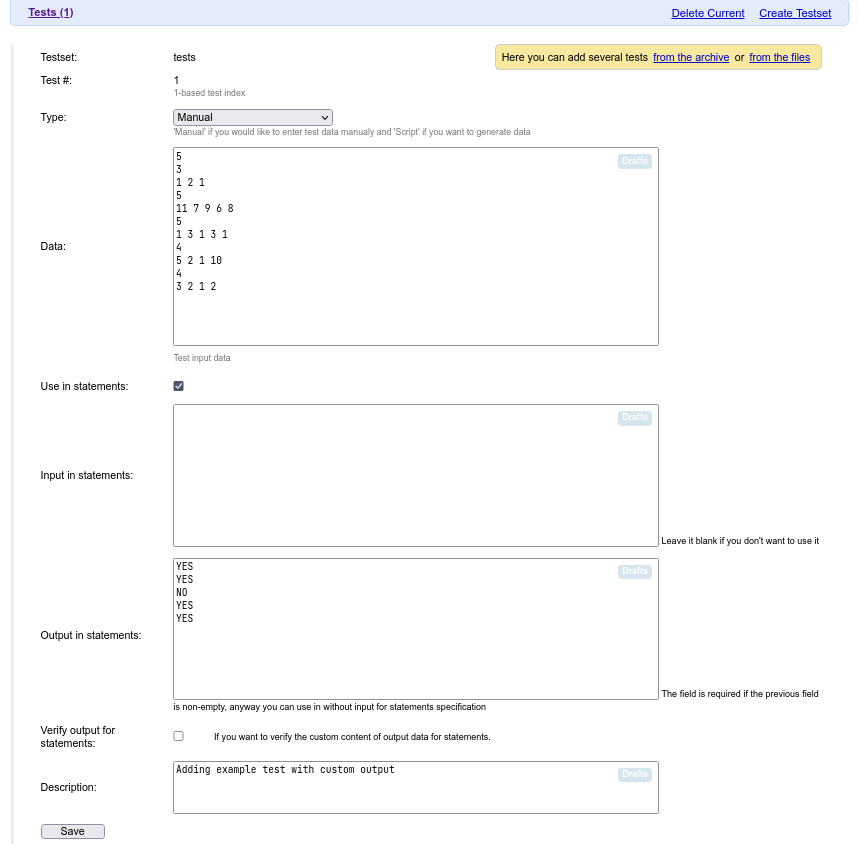 Tests (1) Delete Current Create Testset
Testset: tests Here you can add several tests from the archive or from the files
Test #: 1
1-based test index
Type: Manual
'Manual' if you would like to enter test data manualy and 'Script' if you want to generate data
Data:
Drafts
5
3
1 2 1
5
11 7 9 6 8
5
1 3 1 3 1
4
5 2 1 10
4
3 2 1 2
Test input data
Use in statements:
Input in statements:
Drafts
Leave it blank if you don't want to use it
Output in statements:
Drafts
YES
YES
NO
YES
YES
The field is required if the previous field
is non-empty, anyway you can use in without input for statements specification
Verify output for
statements:
If you want to verify the custom content of output data for statements.
Description:
Adding example test with custom output
Drafts
Save